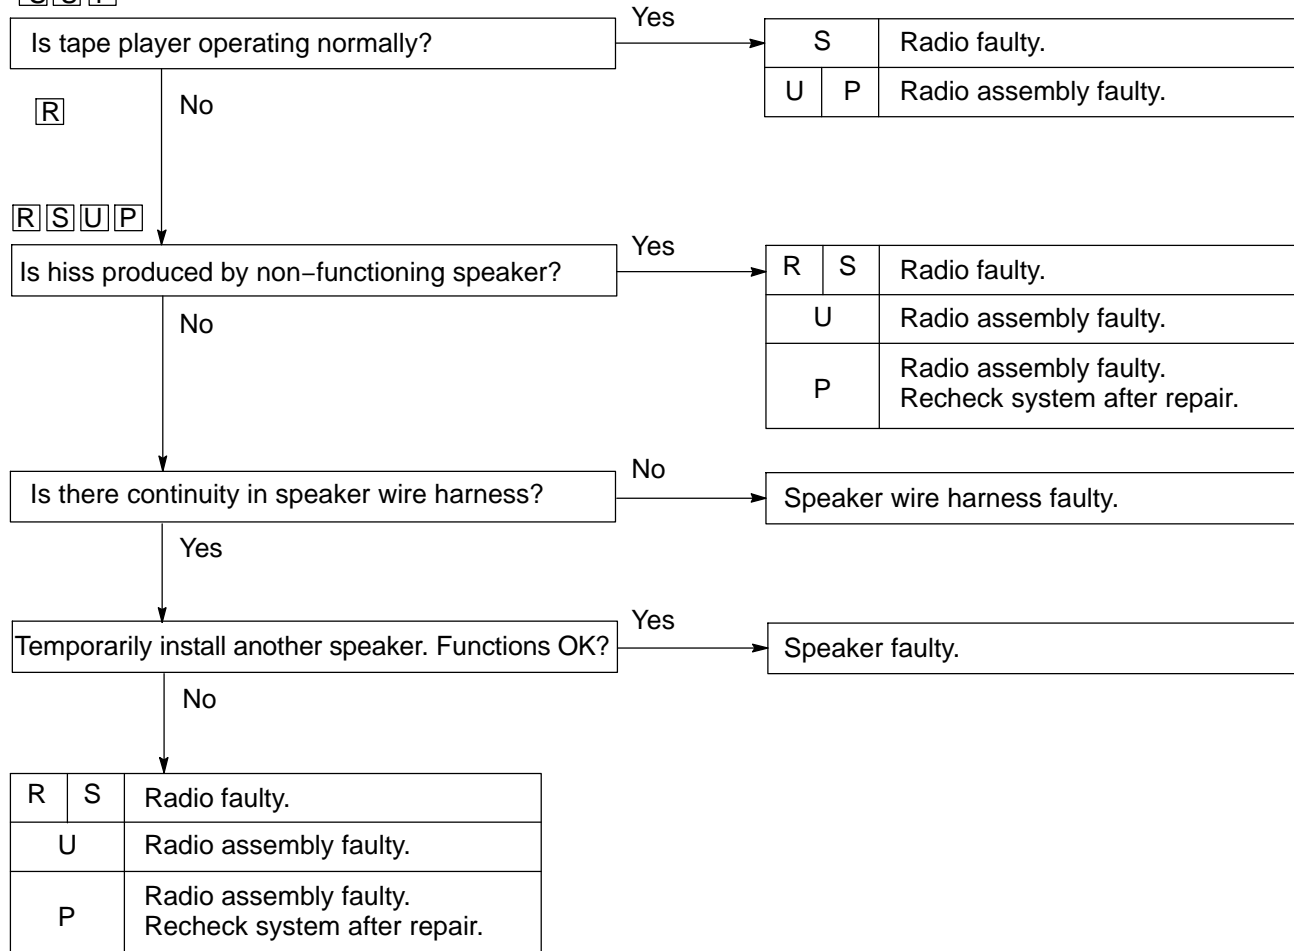 Yes
Is tape player operating normally?
S Radio faulty.
U P Radio assembly faulty.
R
No
R S U P
Yes
Is hiss produced by non−functioning speaker?
R S Radio faulty.
U Radio assembly faulty.
P Radio assembly faulty.
Recheck system after repair.
No
No
Is there continuity in speaker wire harness?
Speaker wire harness faulty.
Yes
Yes
Temporarily install another speaker. Functions OK?
Speaker faulty.
No
R S Radio faulty.
U Radio assembly faulty.
P Radio assembly faulty.
Recheck system after repair.